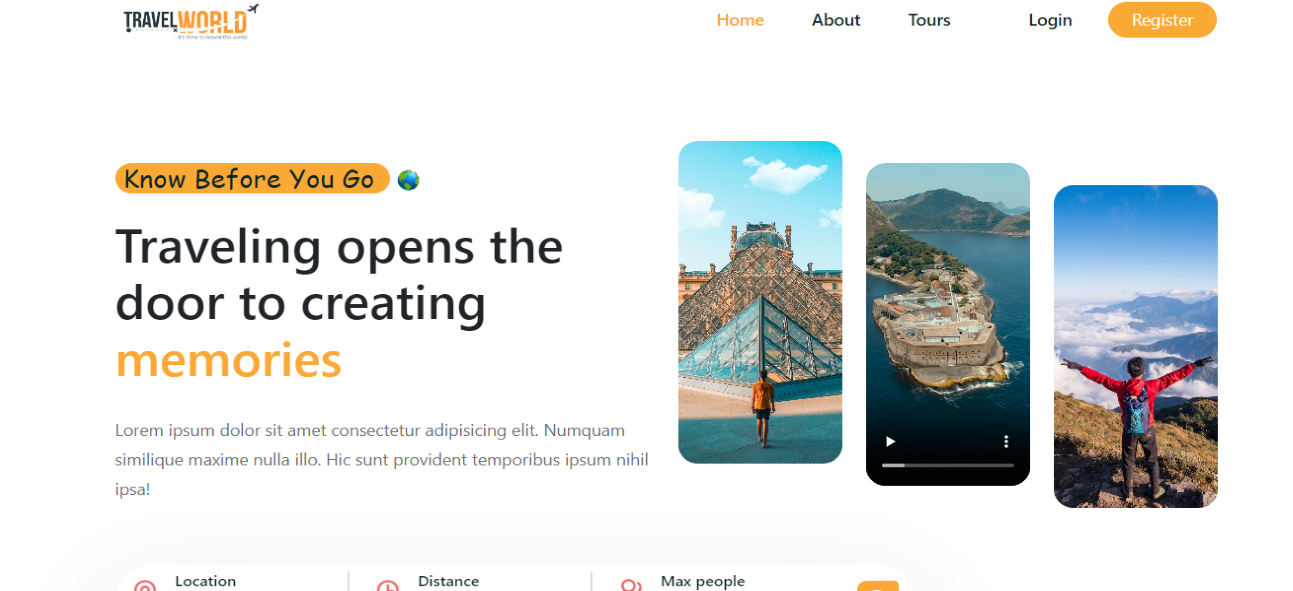 TRAVELWORLD
It's time to travel the world
Home About Tours Login Register
Know Before You Go
Traveling opens the
door to creating
memories
Lorem ipsum dolor sit amet consectetur adipisicing elit. Numquam
similique maxime nulla illo. Hic sunt provident temporibus ipsum nihil
ipsa!
Location Distance Max people